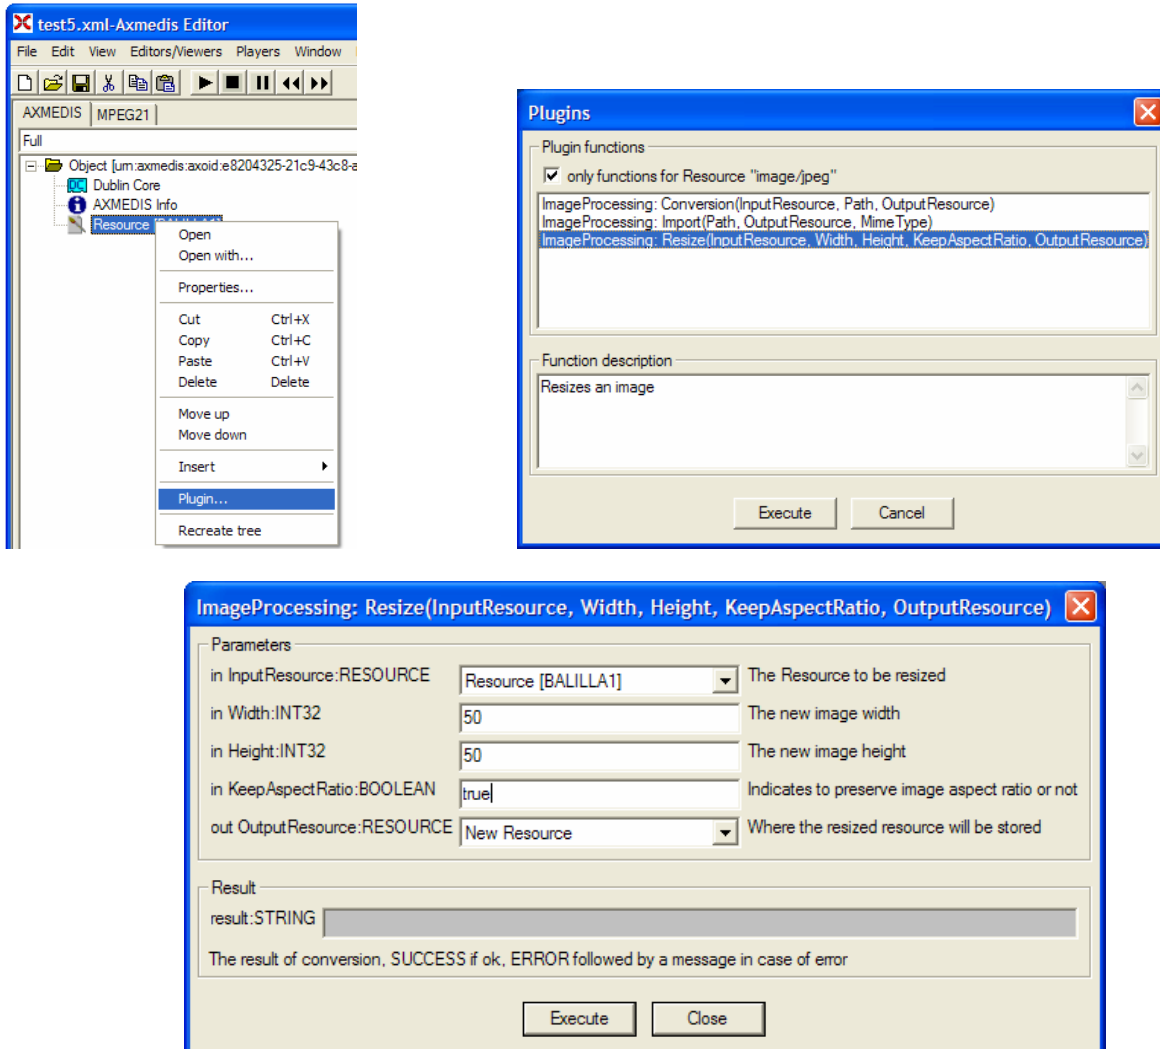 test5.xml-Axmedis Editor
File Edit View Editors/Viewers Players Window
AXMEDIS MPEG21
Full
Object [urn:axmedis:axoid:e8204325-21c9-43c8-a
Dublin Core
AXMEDIS Info
Resource [BALILLA1]
Open
Open with...
Properties...
Cut Ctrl+X
Copy Ctrl+C
Paste Ctrl+V
Delete Delete
Move up
Move down
Insert
Plugin...
Recreate tree
Plugins
Plugin functions
only functions for Resource "image/jpeg"
ImageProcessing: Conversion(InputResource, Path, OutputResource)
ImageProcessing: Import(Path, OutputResource, MimeType)
ImageProcessing: Resize(InputResource, Width, Height, KeepAspectRatio, OutputResource)
Function description
Resizes an image
Execute Cancel
ImageProcessing: Resize(InputResource, Width, Height, KeepAspectRatio, OutputResource)
Parameters
in InputResource:RESOURCE Resource [BALILLA1] The Resource to be resized
in Width:INT32 50 The new image width
in Height:INT32 50 The new image height
in KeepAspectRatio:BOOLEAN true Indicates to preserve image aspect ratio or not
out OutputResource:RESOURCE New Resource Where the resized resource will be stored
Result
result:STRING
The result of conversion, SUCCESS if ok, ERROR followed by a message in case of error
Execute Close